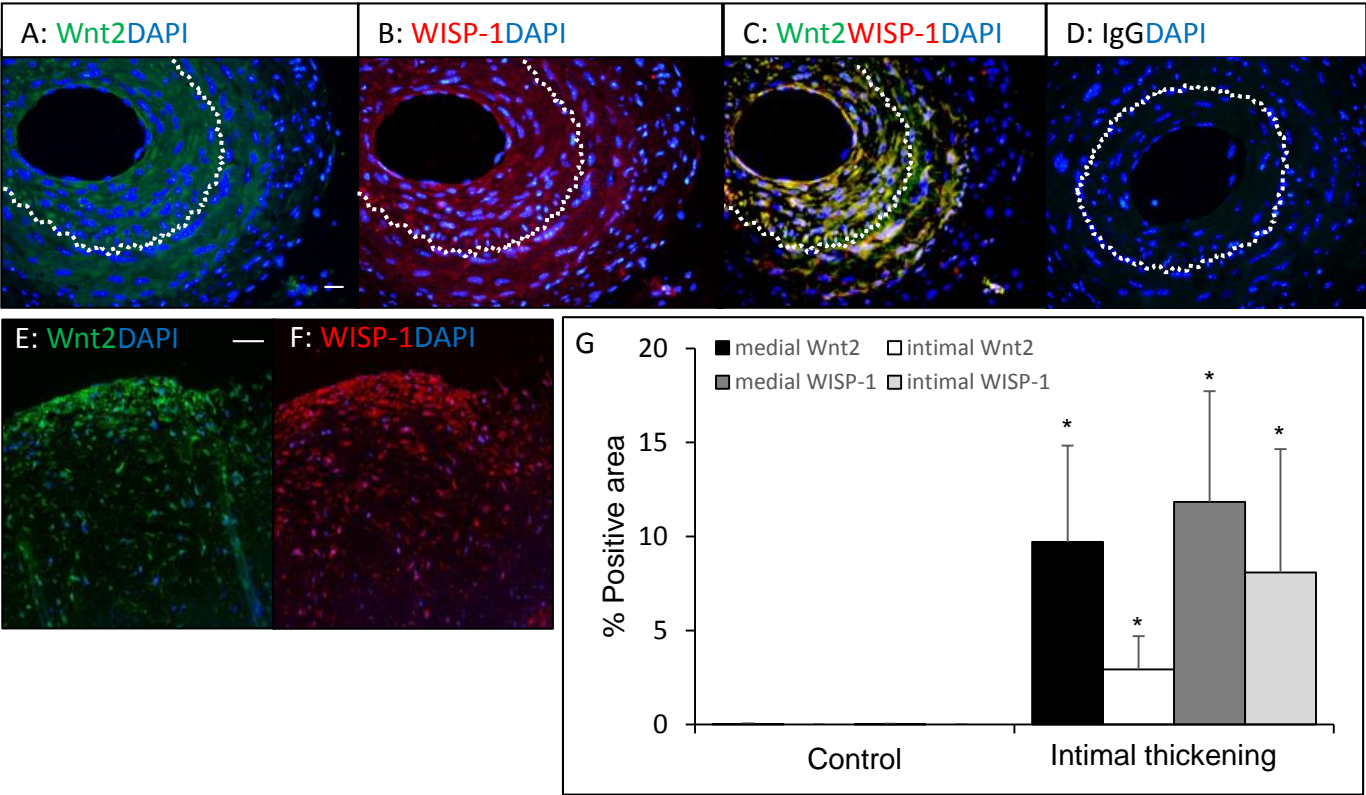 A: Wnt2DAPI
B: WISP-1DAPI
C: Wnt2WISP-1DAPI
D: IgGDAPI
E: Wnt2DAPI
F: WISP-1DAPI
G
medial Wnt2
intimal Wnt2
medial WISP-1
intimal WISP-1
% Positive area
20
15
10
5
0
*
*
*
*
Control
Intimal thickening